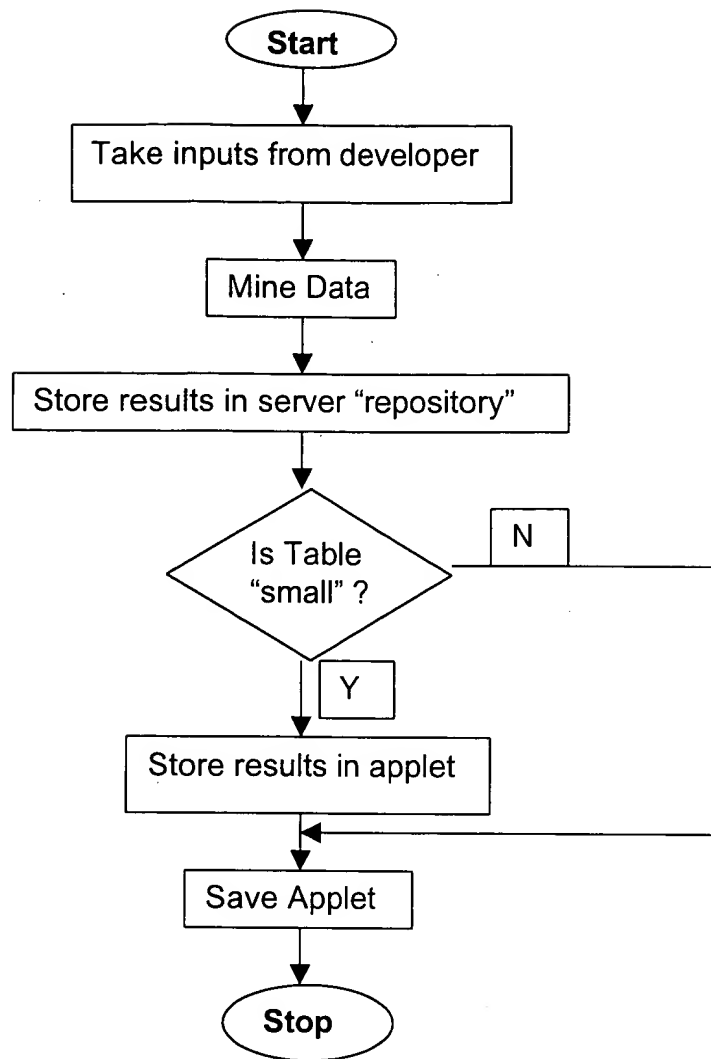 Start
Take inputs from developer
Mine Data
Store results in server “repository”
Is Table
“small” ?
N
Y
Store results in applet
Save Applet
Stop